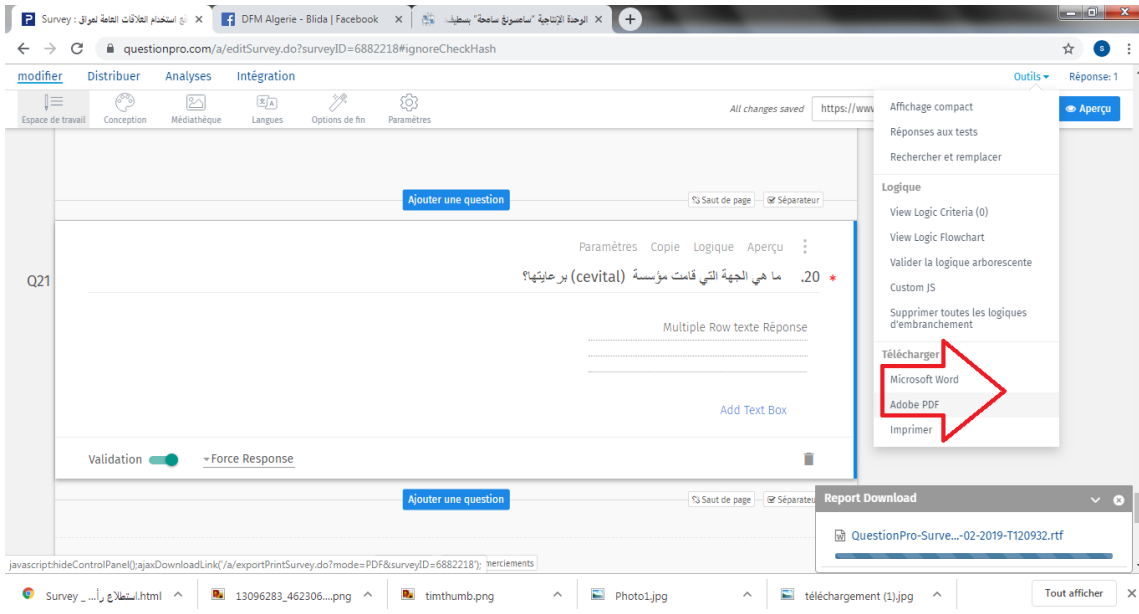 Survey : قع استخدام العلاقات العامة لمراق
DFM Algerie - Blida | Facebook
الوحدة الإنتاجية "سامسونغ سامحة" بسطيف:
questionpro.com/a/editSurvey.do?surveyID=6882218#ignoreCheckHash
S
modifier Distribuer Analyses Intégration Outils Réponse: 1
Espace de travail Conception Médiathèque Langues Options de fin Paramètres
All changes saved https://www Aperçu
Affichage compact
Réponses aux tests
Rechercher et remplacer
Logique
View Logic Criteria (0)
View Logic Flowchart
Valider la logique arborescente
Custom JS
Supprimer toutes les logiques
d'embranchement
Télécharger
Microsoft Word
Adobe PDF
Imprimer
Ajouter une question Saut de page Séparateur
Paramètres Copie Logique Aperçu
Q21
20. ما هي الجهة التي قامت مؤسسة (cevital) برعايتها؟ *
Multiple Row texte Réponse
Add Text Box
Validation Force Response
Ajouter une question Saut de page Séparateu
Report Download
QuestionPro-Surve...-02-2019-T120932.rtf
javascript:hideControlPanel();ajaxDownloadLink('/a/exportPrintSurvey.do?mode=PDF&surveyID=6882218'); merciements
Survey _ ...استطلاع رأ.html 13096283_462306....png timthumb.png Photo1.jpg téléchargement (1).jpg Tout afficher